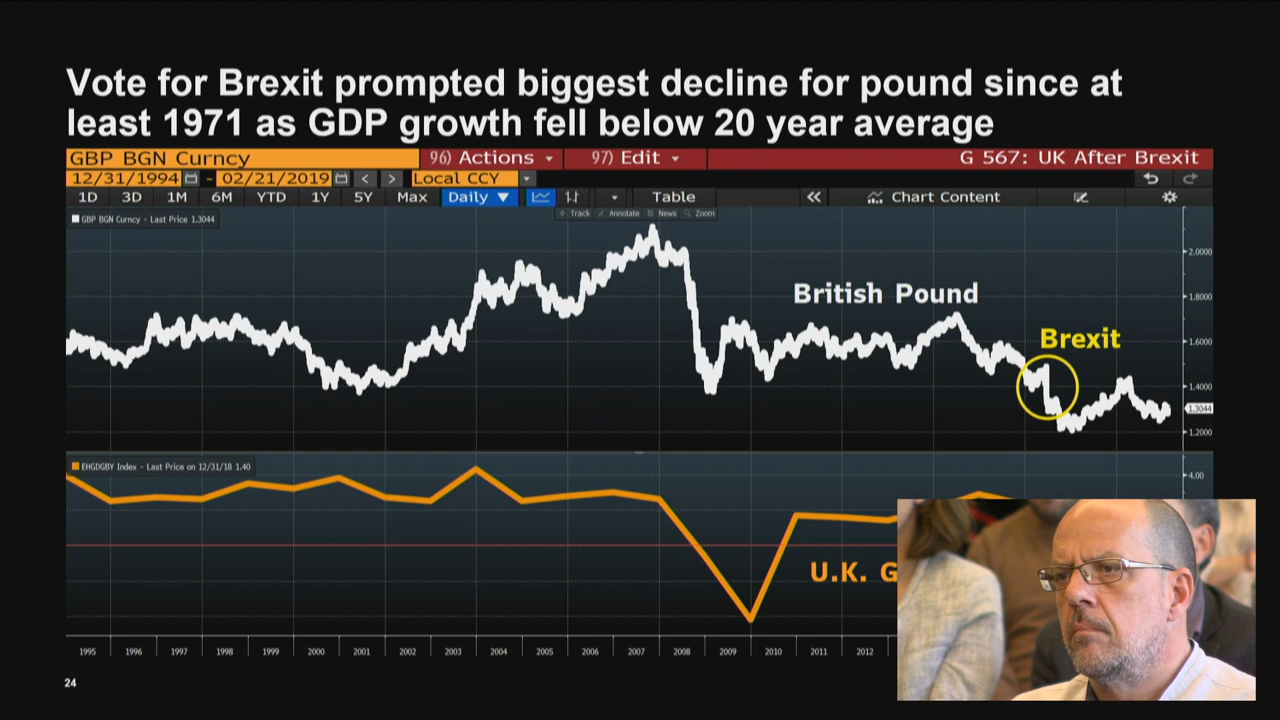 Vote for Brexit prompted biggest decline for pound since at
least 1971 as GDP growth fell below 20 year average
GBP BGN Curncy 96) Actions 97) Edit G 567: UK After Brexit
12/31/1994 - 02/21/2019 < > Local CCY
1D 3D 1M 6M YTD 1Y 5Y Max Daily ▼ Table « Chart Content
Track Annotate News Zoom
GBP BGN Curncy - Last Price 1.3044
2.0000
British Pound
1.8000
Brexit
1.6000
1.4000
1.3044
1.2000
EHGDGBY Index - Last Price on 12/31/18 1.40
4.00
U.K. G
1995 1996 1997 1998 1999 2000 2001 2002 2003 2004 2005 2006 2007 2008 2009 2010 2011 2012
24